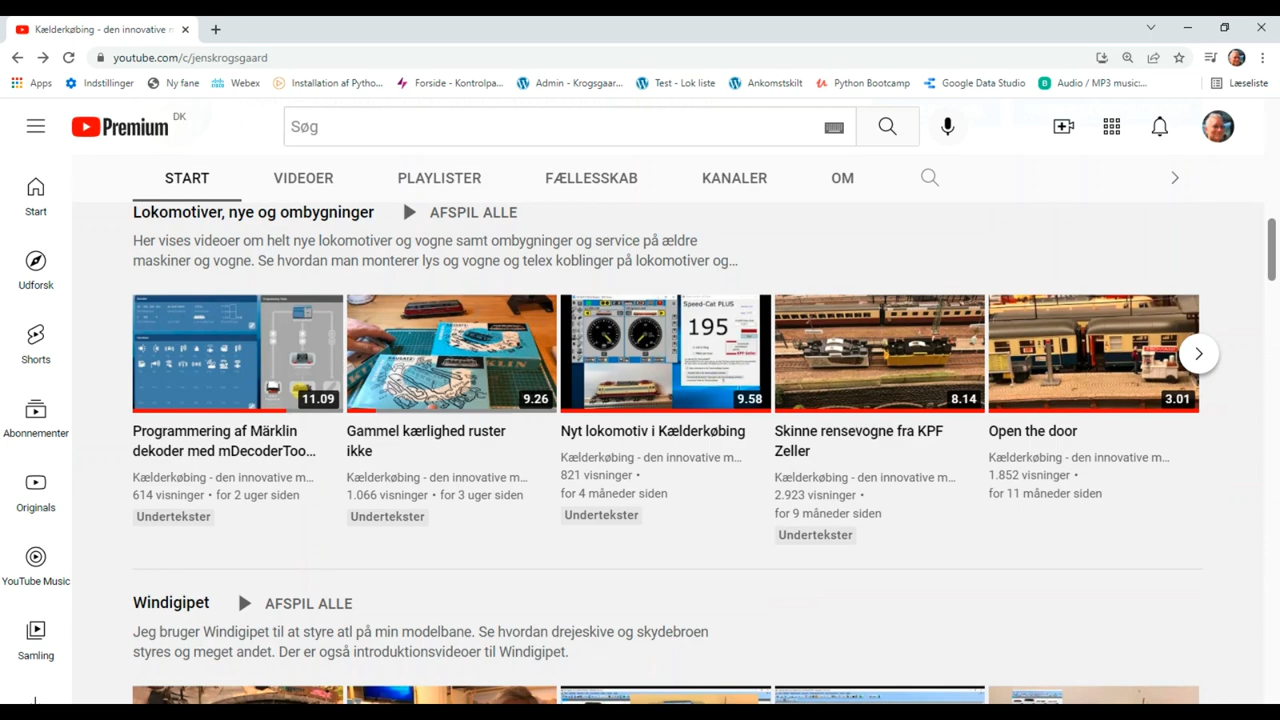 Kælderkøbing - den innovative m
youtube.com/c/jenskrogsgaard
Apps Indstillinger Ny fane Webex Installation af Pytho... Forside - Kontrolpa... Admin - Krogsgaar... Test - Lok liste Ankomstskilt Python Bootcamp Google Data Studio Audio / MP3 music:... Læseliste
Premium DK
Søg
START VIDEOER PLAYLISTER FÆLLESSKAB KANALER OM
Start
Udforsk
Shorts
Abonnementer
Originals
YouTube Music
Samling
Lokomotiver, nye og ombygninger AFSPIL ALLE
Her vises videoer om helt nye lokomotiver og vogne samt ombygninger og service på ældre
maskiner og vogne. Se hvordan man monterer lys og vogne og telex koblinger på lokomotiver og...
Speed-Cat PLUS
195
11.09 9.26 9.58 8.14 3.01
Programmering af Märklin
dekoder med mDecoderToo...
Kælderkøbing - den innovative m...
614 visninger • for 2 uger siden
Undertekster
Gammel kærlighed ruster
ikke
Kælderkøbing - den innovative m...
1.066 visninger • for 3 uger siden
Undertekster
Nyt lokomotiv i Kælderkøbing
Kælderkøbing - den innovative m...
821 visninger •
for 4 måneder siden
Undertekster
Skinne rensevogne fra KPF
Zeller
Kælderkøbing - den innovative m...
2.923 visninger •
for 9 måneder siden
Undertekster
Open the door
Kælderkøbing - den innovative m...
1.852 visninger •
for 11 måneder siden
Windigipet AFSPIL ALLE
Jeg bruger Windigipet til at styre atl på min modelbane. Se hvordan drejeskive og skydebroen
styres og meget andet. Der er også introduktionsvideoer til Windigipet.